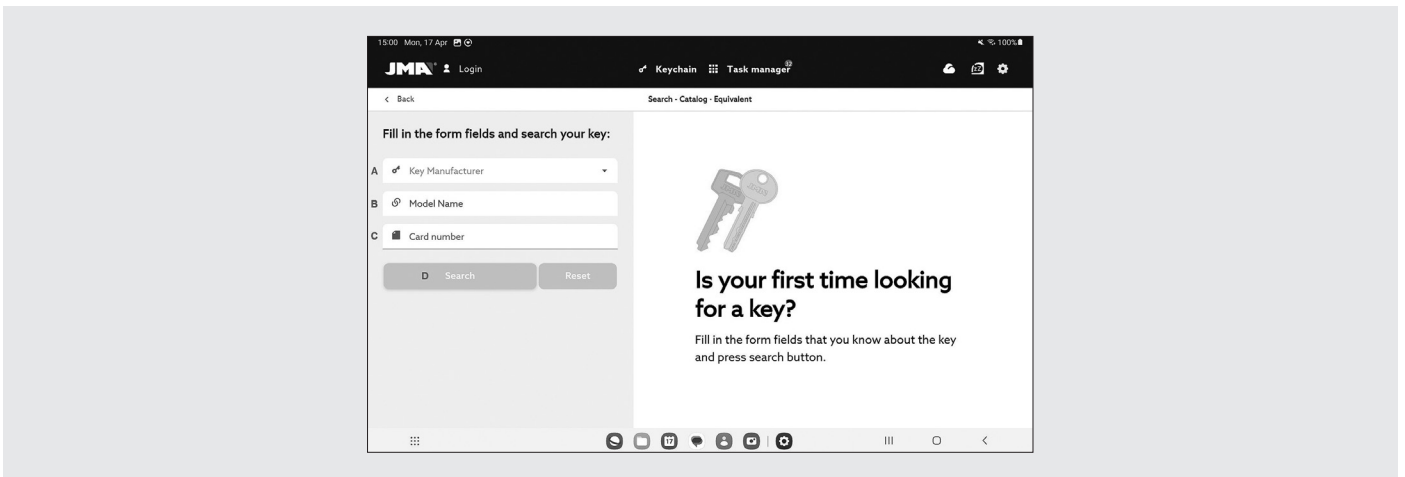 15:00 Mon, 17 Apr
100%
JMA Login
Keychain Task manager 32
Back
Search - Catalog - Equivalent
Fill in the form fields and search your key:
A Key Manufacturer
B Model Name
C Card number
D Search Reset
Is your first time looking
for a key?
Fill in the form fields that you know about the key
and press search button.
17